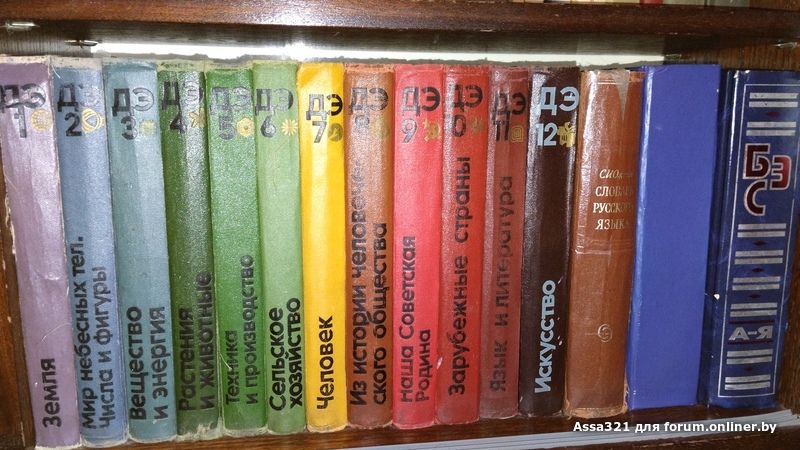 ДЭ
1
Земля
ДЭ
2
Мир небесных тел.
Числа и фигуры
ДЭ
3
Вещество
и энергия
ДЭ
4
Растения
и животные
ДЭ
5
Техника
и производство
ДЭ
6
Сельское
хозяйство
ДЭ
7
Человек
ДЭ
8
Из истории человече-
ского общества
ДЭ
9
Наша Советская
Родина
ДЭ
10
Зарубежные страны
ДЭ
11
Язык и литература
ДЭ
12
Искусство
СЛОВАРЬ
РУССКОГО
ЯЗЫКА
БЭС
А-Я
Assa321 для forum.onliner.by